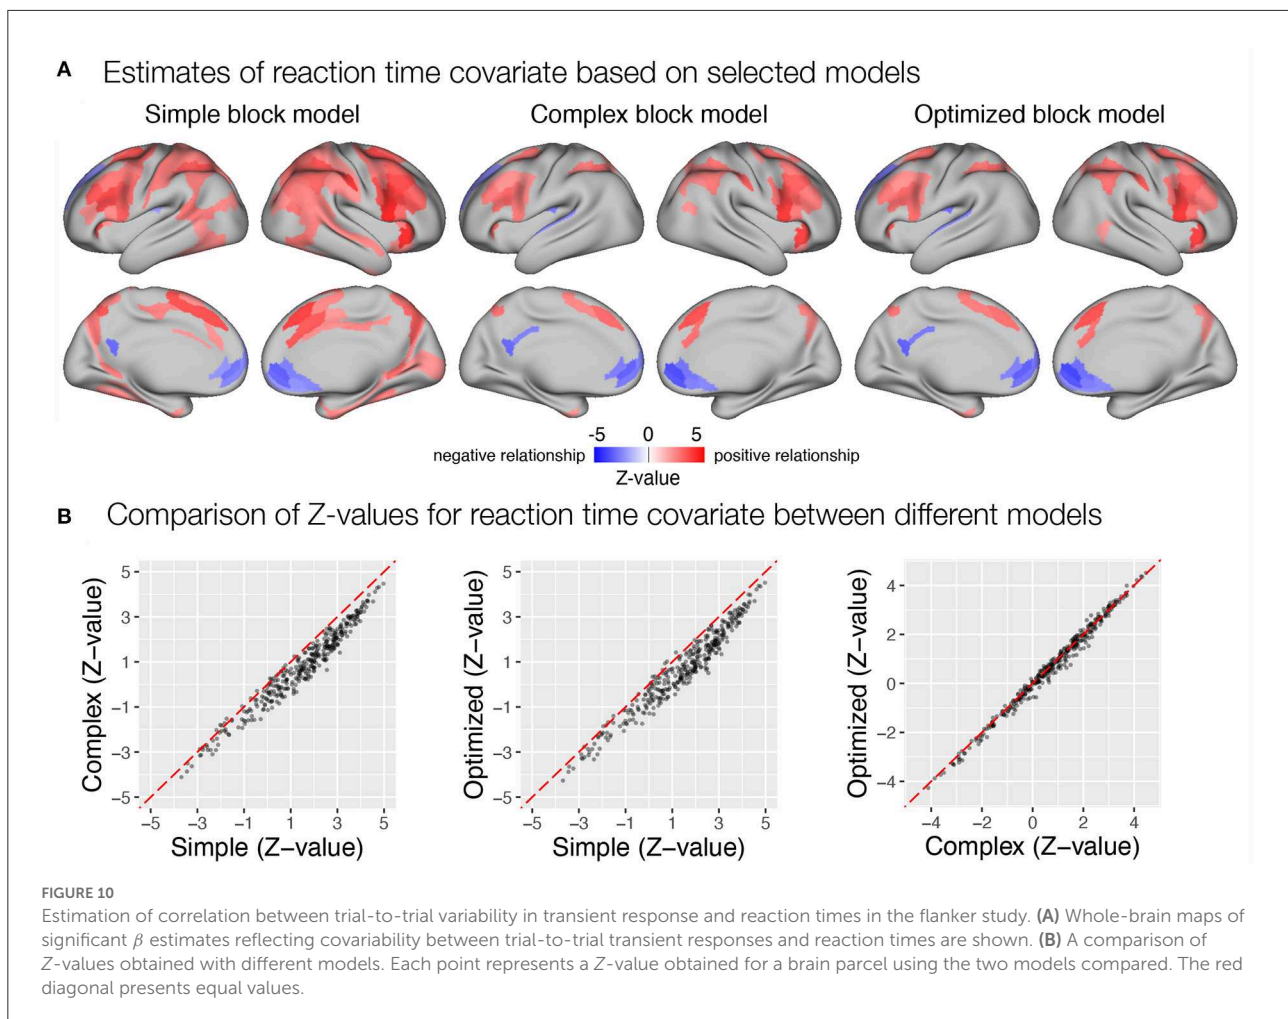 A Estimates of reaction time covariate based on selected models
Simple block model Complex block model Optimized block model
-5 0 5
negative relationship positive relationship
Z-value
B Comparison of Z-values for reaction time covariate between different models
Complex (Z−value)
5
3
1
−1
−3
−5
−5 −3 −1 1 3 5
Simple (Z−value)
Optimized (Z−value)
5
3
1
−1
−3
−5
−5 −3 −1 1 3 5
Simple (Z−value)
Optimized (Z−value)
4
2
0
−2
−4
−4 −2 0 2 4
Complex (Z−value)
FIGURE 10
Estimation of correlation between trial-to-trial variability in transient response and reaction times in the flanker study. (A) Whole-brain maps of
significant β estimates reflecting covariability between trial-to-trial transient responses and reaction times are shown. (B) A comparison of
Z-values obtained with different models. Each point represents a Z-value obtained for a brain parcel using the two models compared. The red
diagonal presents equal values.